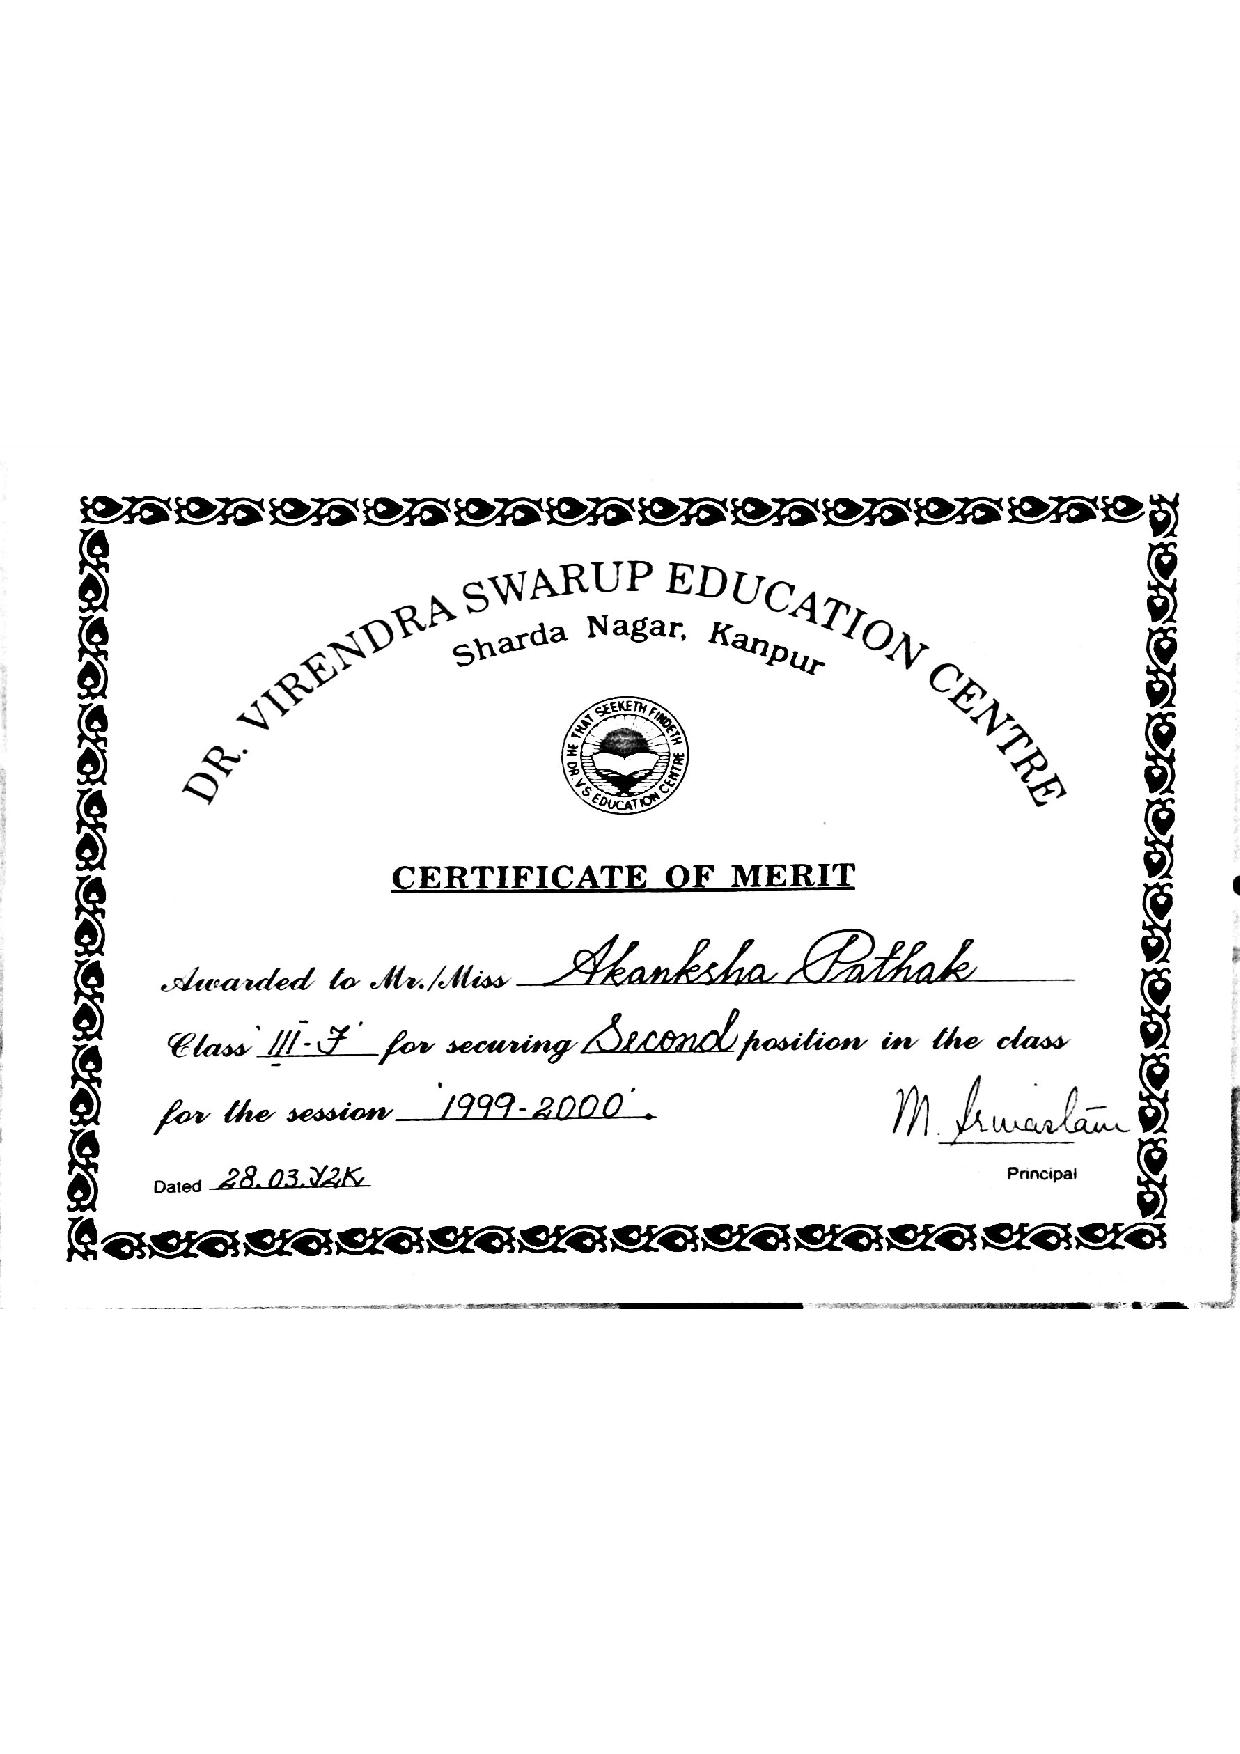 DR. VIRENDRA SWARUP EDUCATION CENTRE
Sharda Nagar, Kanpur
HE THAT SEEKETH FINDETH
DR. V.S. EDUCATION CENTRE
CERTIFICATE OF MERIT
Awarded to Mr./Miss Akanksha Pathak
Class 'III-F' for securing Second position in the class
for the session '1999-2000'.
M.
Dated 28.03.Y2K
Principal